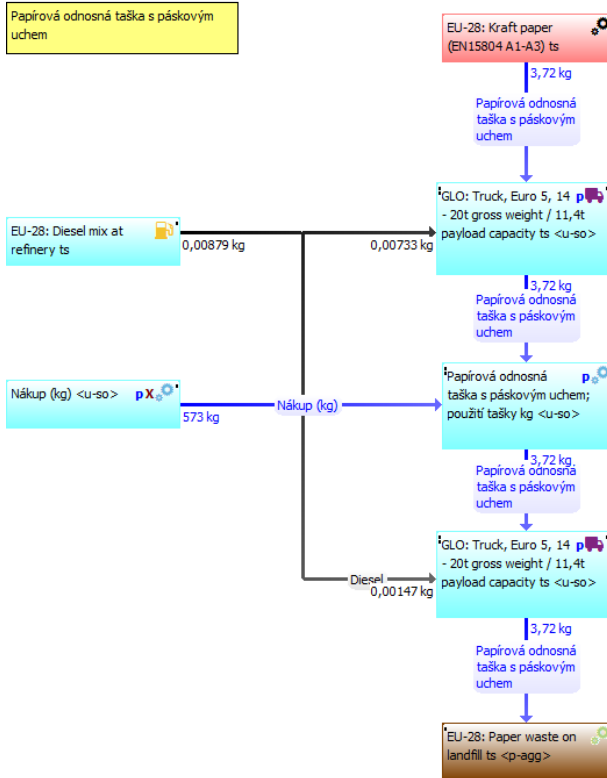 Papírová odnosná taška s páskovým
uchem
EU-28: Kraft paper
(EN15804 A1-A3) ts
3,72 kg
Papírová odnosná
taška s páskovým
uchem
GLO: Truck, Euro 5, 14 p
- 20t gross weight / 11,4t
payload capacity ts <u-so>
EU-28: Diesel mix at
refinery ts
0,00879 kg
0,00733 kg
3,72 kg
Papírová odnosná
taška s páskovým
uchem
Nákup (kg) <u-so> p X
573 kg
Nákup (kg)
Papírová odnosná p
taška s páskovým uchem;
použití tašky kg <u-so>
3,72 kg
Papírová odnosná
taška s páskovým
uchem
GLO: Truck, Euro 5, 14 p
- 20t gross weight / 11,4t
payload capacity ts <u-so>
Diesel
0,00147 kg
3,72 kg
Papírová odnosná
taška s páskovým
uchem
EU-28: Paper waste on
landfill ts <p-agg>